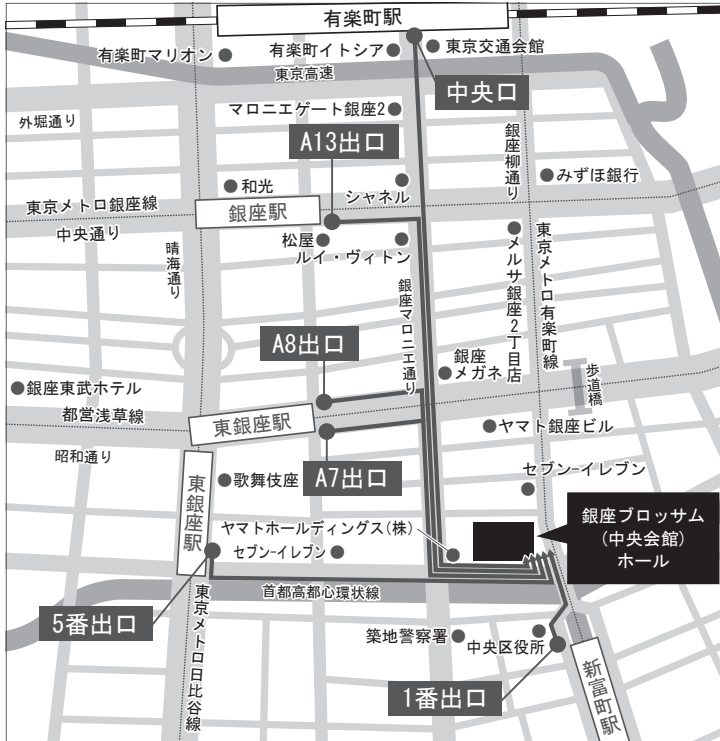 有楽町駅
有楽町マリオン
有楽町イトシア
東京交通会館
東京高速
中央口
マロニエゲート銀座2
外堀通り
A13出口
銀座柳通り
和光
シャネル
みずほ銀行
東京メトロ銀座線
銀座駅
中央通り
松屋
ルイ・ヴィトン
晴海通り
メルサ銀座2丁目店
東京メトロ有楽町線
銀座マロニエ通り
A8出口
銀座
メガネ
歩道橋
銀座東武ホテル
都営浅草線
東銀座駅
ヤマト銀座ビル
昭和通り
セブン-イレブン
東銀座駅
歌舞伎座
A7出口
ヤマトホールディングス(株)
セブン-イレブン
銀座ブロッサム
(中央会館)
ホール
首都高都心環状線
5番出口
東京メトロ日比谷線
築地警察署
中央区役所
1番出口
新富町駅